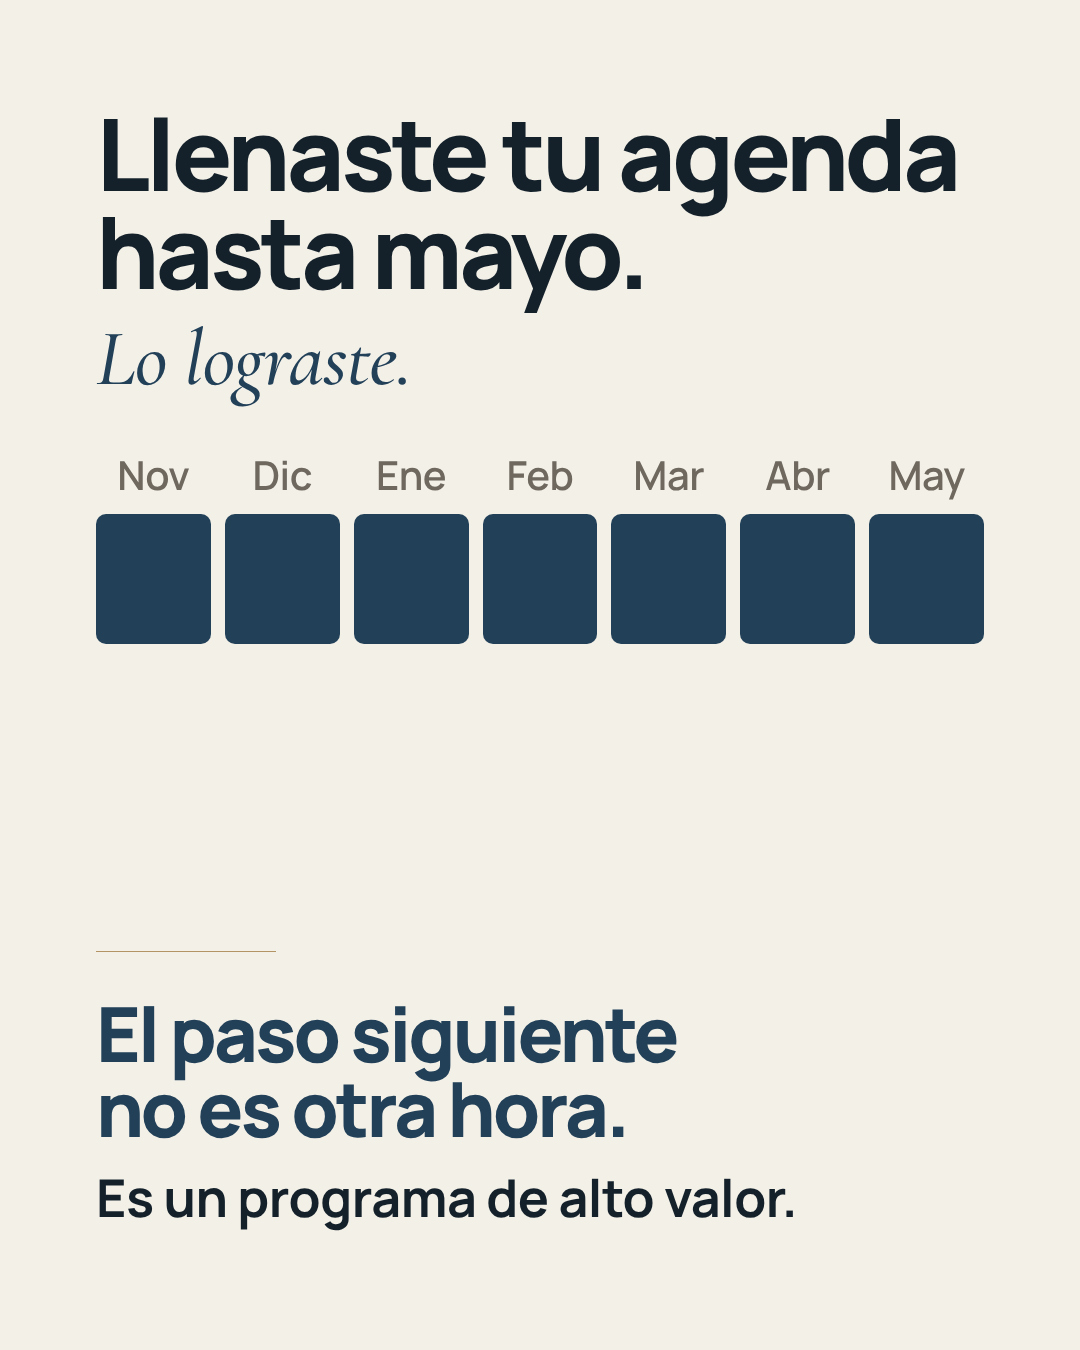 Llenaste tu agenda
hasta mayo.
Lo lograste.
Nov Dic Ene Feb Mar Abr May
El paso siguiente
no es otra hora.
Es un programa de alto valor.